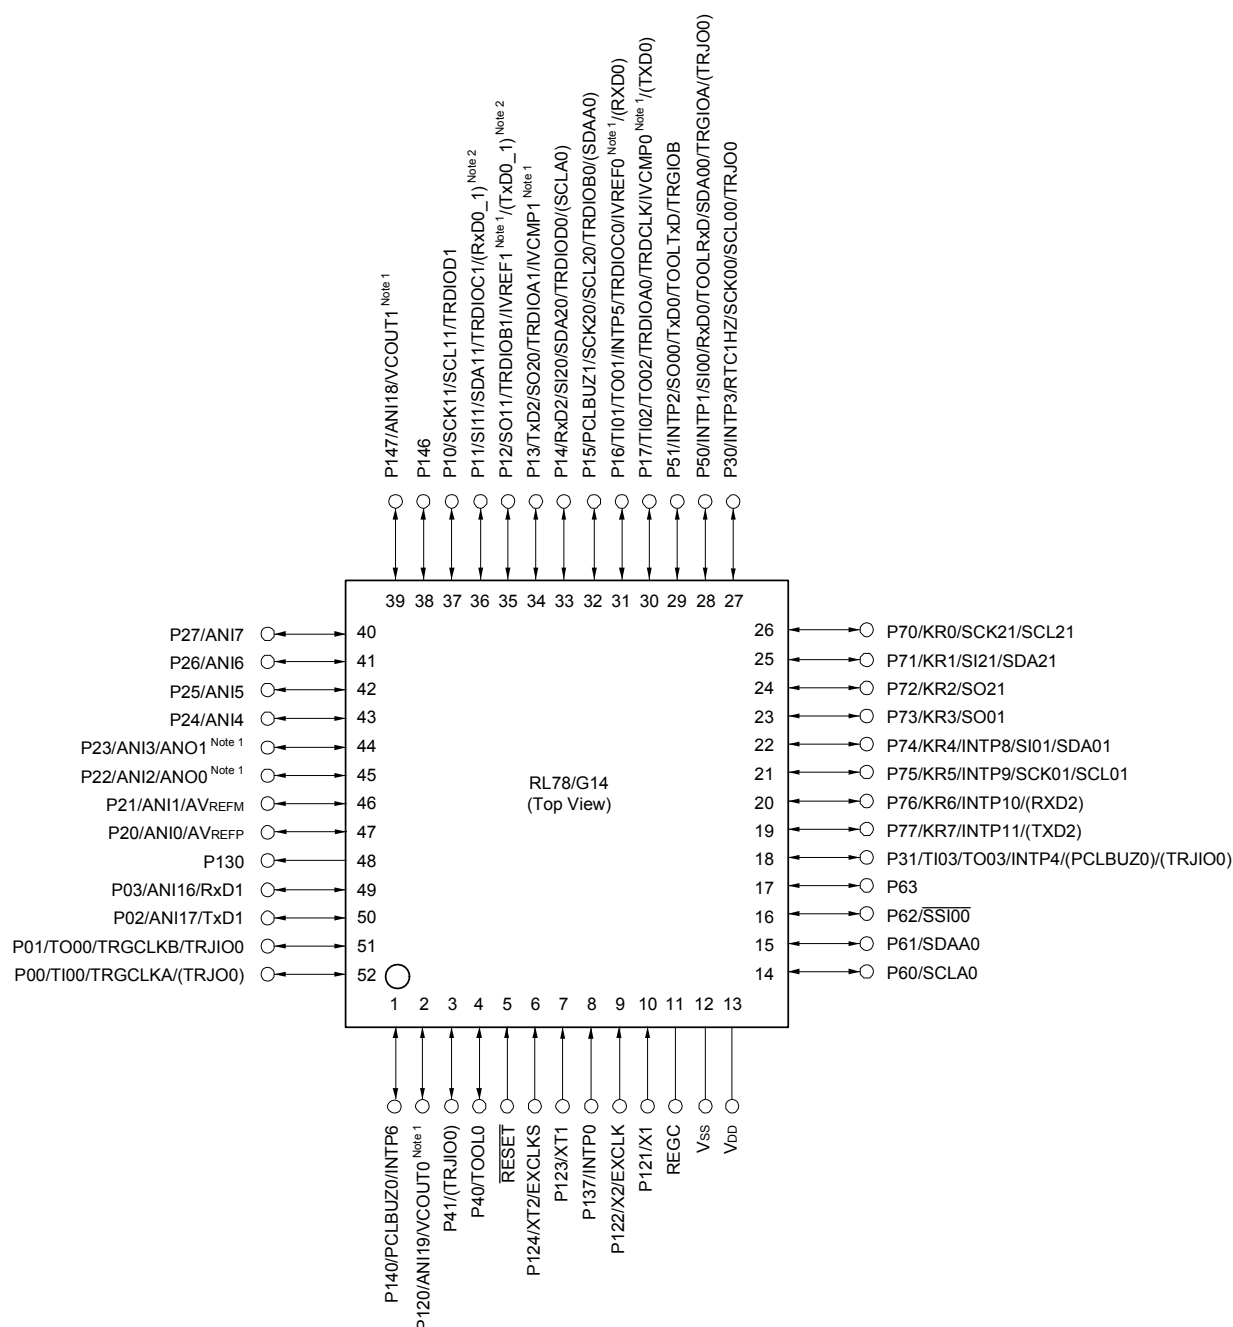 P147/ANI18/VCOUT1 Note 1
P146
P10/SCK11/SCL11/TRDIOD1
P11/SI11/SDA11/TRDIOC1/(RxD0_1) Note 2
P12/SO11/TRDIOB1/IVREF1 Note 1/(TxD0_1) Note 2
P13/TxD2/SO20/TRDIOA1/IVCMP1 Note 1
P14/RxD2/SI20/SDA20/TRDIOD0/(SCLA0)
P15/PCLBUZ1/SCK20/SCL20/TRDIOB0/(SDAA0)
P16/TI01/TO01/INTP5/TRDIOC0/IVREF0 Note 1/(RXD0)
P17/TI02/TO02/TRDIOA0/TRDCLK/IVCMP0 Note 1/(TXD0)
P51/INTP2/SO00/TxD0/TOOLTxD/TRGIOB
P50/INTP1/SI00/RxD0/TOOLRxD/SDA00/TRGIOA/(TRJO0)
P30/INTP3/RTC1HZ/SCK00/SCL00/TRJO0
39 38 37 36 35 34 33 32 31 30 29 28 27
P27/ANI7 40
P26/ANI6 41
P25/ANI5 42
P24/ANI4 43
P23/ANI3/ANO1 Note 1 44
P22/ANI2/ANO0 Note 1 45
P21/ANI1/AVREFM 46
P20/ANI0/AVREFP 47
P130 48
P03/ANI16/RxD1 49
P02/ANI17/TxD1 50
P01/TO00/TRGCLKB/TRJIO0 51
P00/TI00/TRGCLKA/(TRJO0) 52
RL78/G14
(Top View)
26 P70/KR0/SCK21/SCL21
25 P71/KR1/SI21/SDA21
24 P72/KR2/SO21
23 P73/KR3/SO01
22 P74/KR4/INTP8/SI01/SDA01
21 P75/KR5/INTP9/SCK01/SCL01
20 P76/KR6/INTP10/(RXD2)
19 P77/KR7/INTP11/(TXD2)
18 P31/TI03/TO03/INTP4/(PCLBUZ0)/(TRJIO0)
17 P63
16 P62/SSI00
15 P61/SDAA0
14 P60/SCLA0
1 2 3 4 5 6 7 8 9 10 11 12 13
P140/PCLBUZ0/INTP6
P120/ANI19/VCOUT0 Note 1
P41/(TRJIO0)
P40/TOOL0
RESET
P124/XT2/EXCLKS
P123/XT1
P137/INTP0
P122/X2/EXCLK
P121/X1
REGC
VSS
VDD